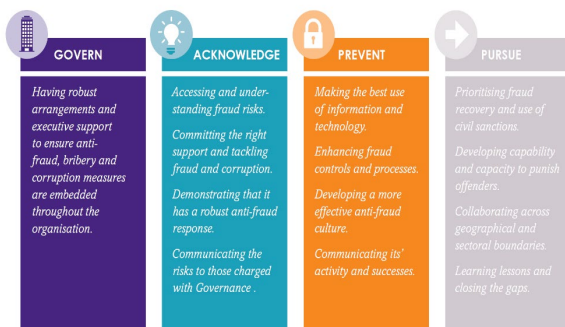 GOVERN
Having robust
arrangements and
executive support
to ensure anti-
fraud, bribery and
corruption measures
are embedded
throughout the
organisation.
ACKNOWLEDGE
Accessing and under-
standing fraud risks.
Committing the right
support and tackling
fraud and corruption.
Demonstrating that it
has a robust anti-fraud
response.
Communicating the
risks to those charged
with Governance .
PREVENT
Making the best use
of information and
technology.
Enhancing fraud
controls and processes.
Developing a more
effective anti-fraud
culture.
Communicating its'
activity and successes.
PURSUE
Prioritising fraud
recovery and use of
civil sanctions.
Developing capability
and capacity to punish
offenders.
Collaborating across
geographical and
sectoral boundaries.
Learning lessons and
closing the gaps.